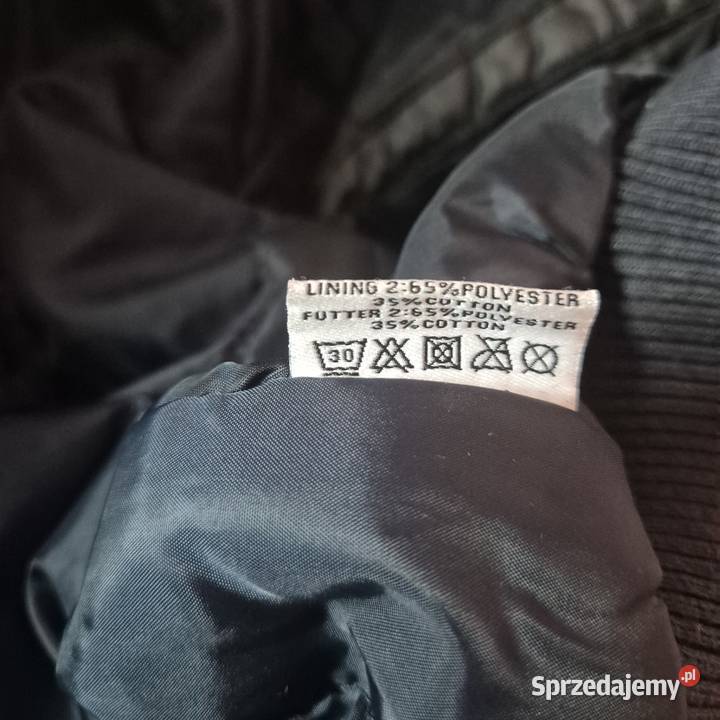 LINING 2:65%POLYESTER
35%COTTON
FUTTER 2:65%POLYESTER
35%COTTON
30
Sprzedajemy.pl